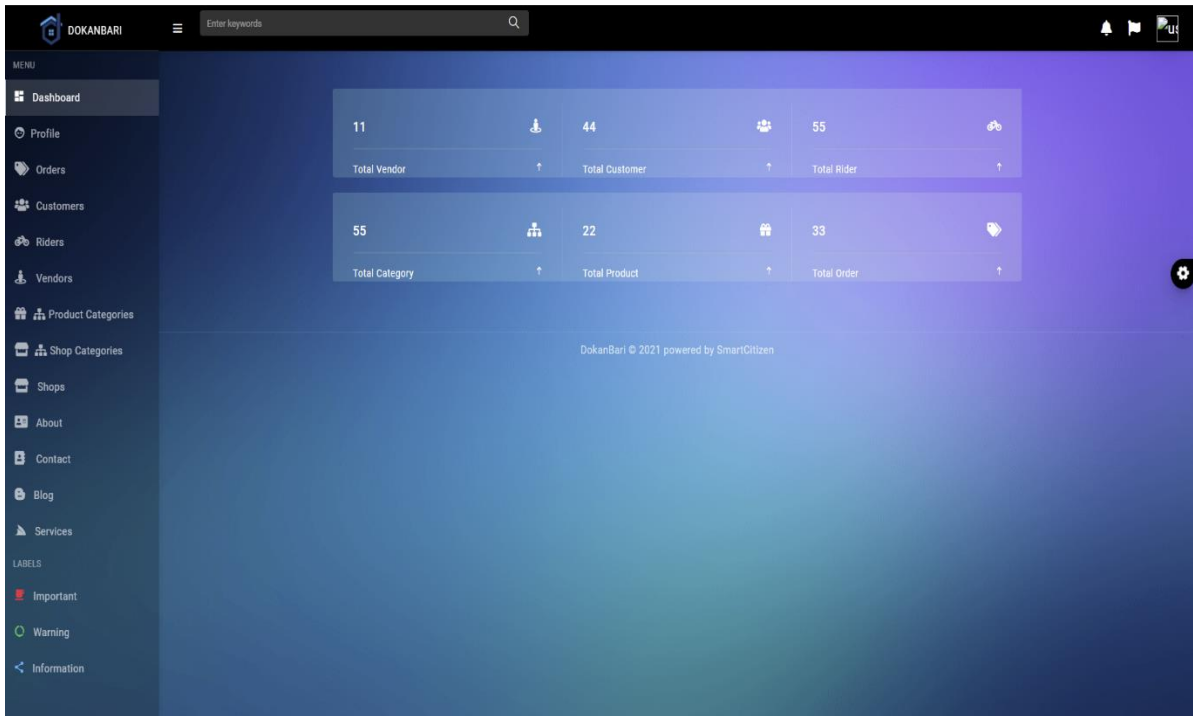 DOKANBARI
Enter keywords
MENU
Dashboard
Profile
Orders
Customers
Riders
Vendors
Product Categories
Shop Categories
Shops
About
Contact
Blog
Services
LABELS
Important
Warning
Information
11 44 55
Total Vendor Total Customer Total Rider
55 22 33
Total Category Total Product Total Order
DokanBari © 2021 powered by SmartCitizen